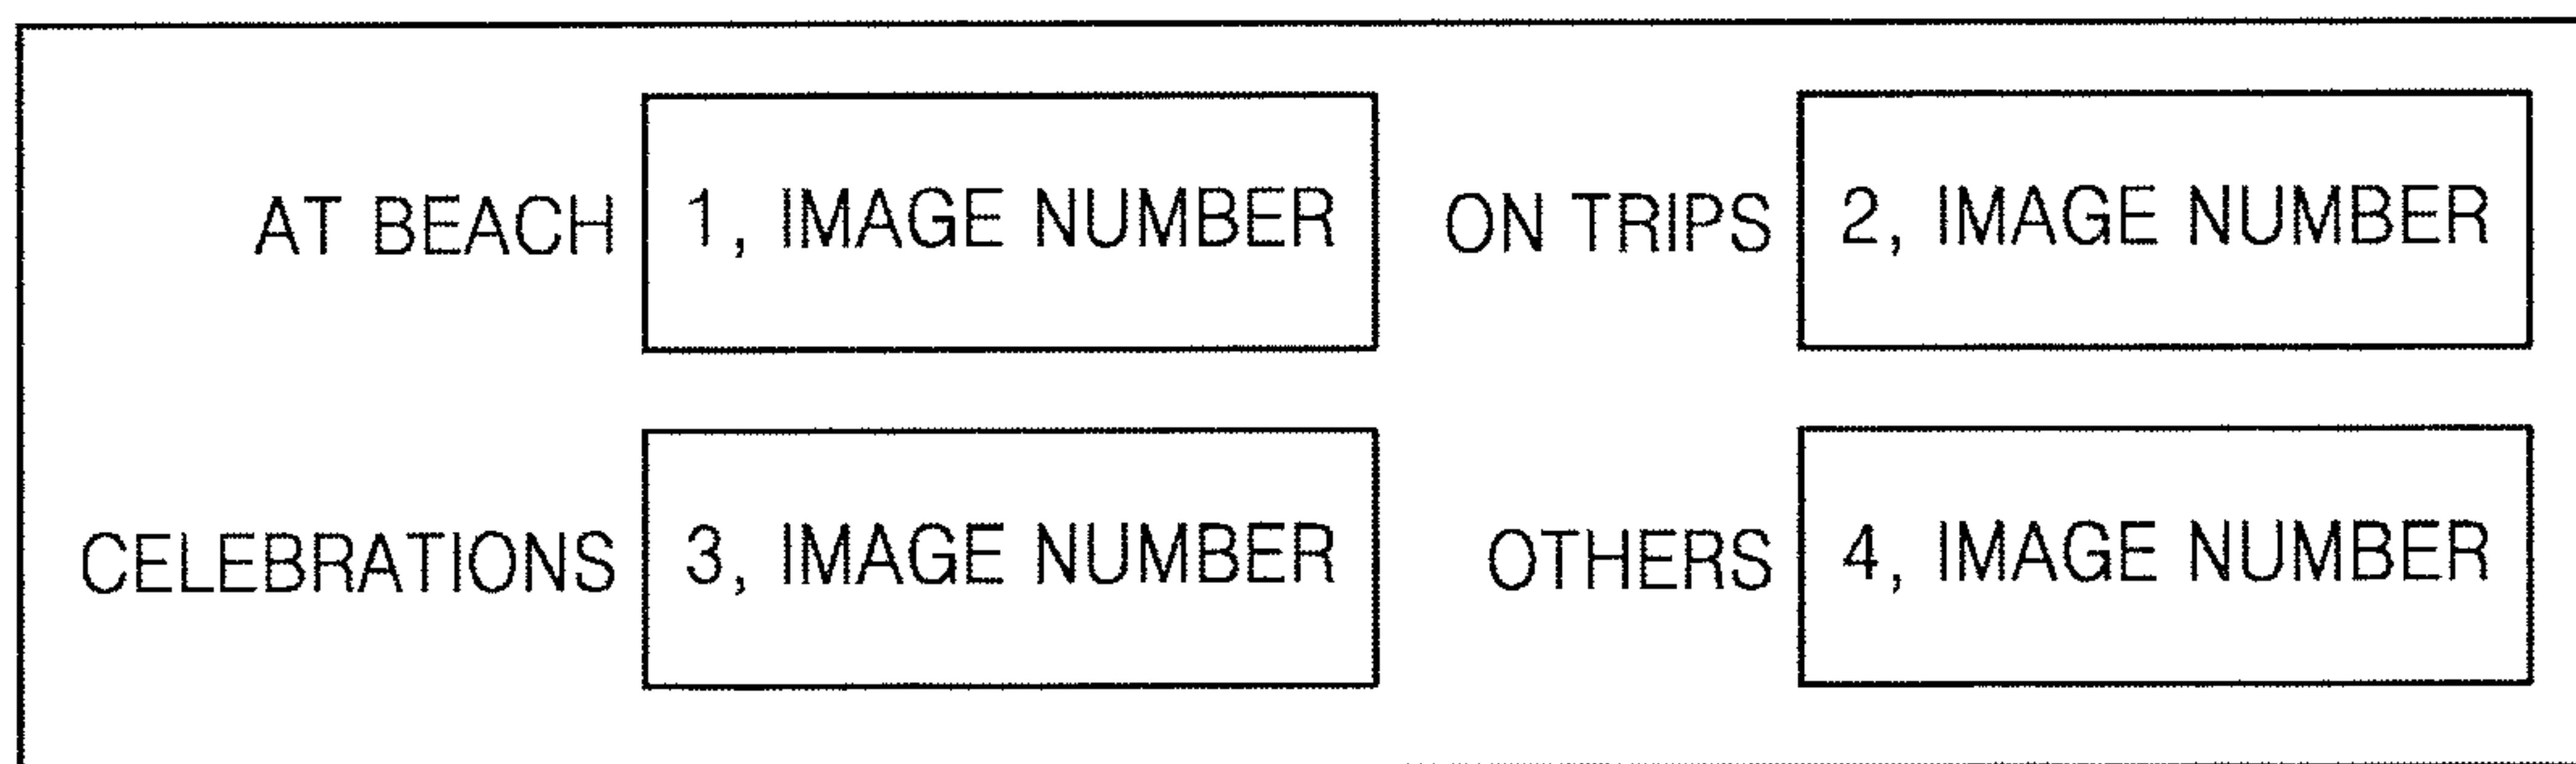 AT BEACH 1, IMAGE NUMBER ON TRIPS 2, IMAGE NUMBER
CELEBRATIONS 3, IMAGE NUMBER OTHERS 4, IMAGE NUMBER